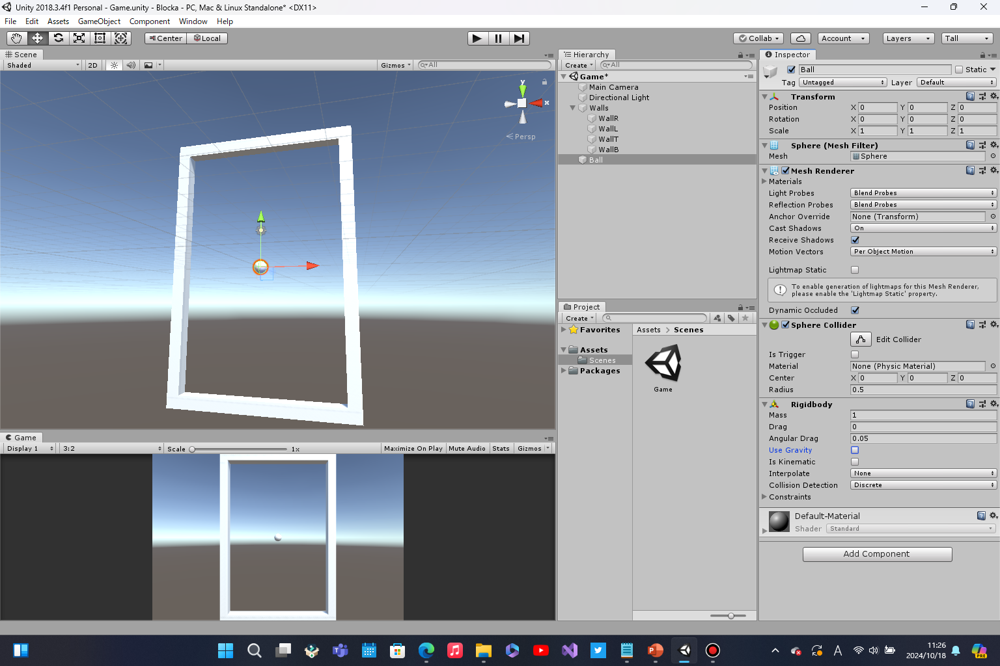 Unity 2018.3.4f1 Personal - Game.unity - Blocka - PC, Mac & Linux Standalone* <DX11>
File Edit Assets GameObject Component Window Help
Center Local
Collab Account Layers Tall
Scene
Shaded 2D Gizmos All
y
x
Persp
Game
Display 1 3:2 Scale 1x Maximize On Play Mute Audio Stats Gizmos
Hierarchy
Create All
Game*
Main Camera
Directional Light
Walls
WallR
WallL
WallT
WallB
Ball
Project
Create
Favorites
Assets
Scenes
Packages
Assets > Scenes
Game
Inspector
Ball Static
Tag Untagged Layer Default
Transform
Position X 0 Y 0 Z 0
Rotation X 0 Y 0 Z 0
Scale X 1 Y 1 Z 1
Sphere (Mesh Filter)
Mesh Sphere
Mesh Renderer
Materials
Light Probes Blend Probes
Reflection Probes Blend Probes
Anchor Override None (Transform)
Cast Shadows On
Receive Shadows
Motion Vectors Per Object Motion
Lightmap Static
To enable generation of lightmaps for this Mesh Renderer,
please enable the 'Lightmap Static' property.
Dynamic Occluded
Sphere Collider
Edit Collider
Is Trigger
Material None (Physic Material)
Center X 0 Y 0 Z 0
Radius 0.5
Rigidbody
Mass 1
Drag 0
Angular Drag 0.05
Use Gravity
Is Kinematic
Interpolate None
Collision Detection Discrete
Constraints
Default-Material
Shader Standard
Add Component
A
11:26
2024/10/18
PRE